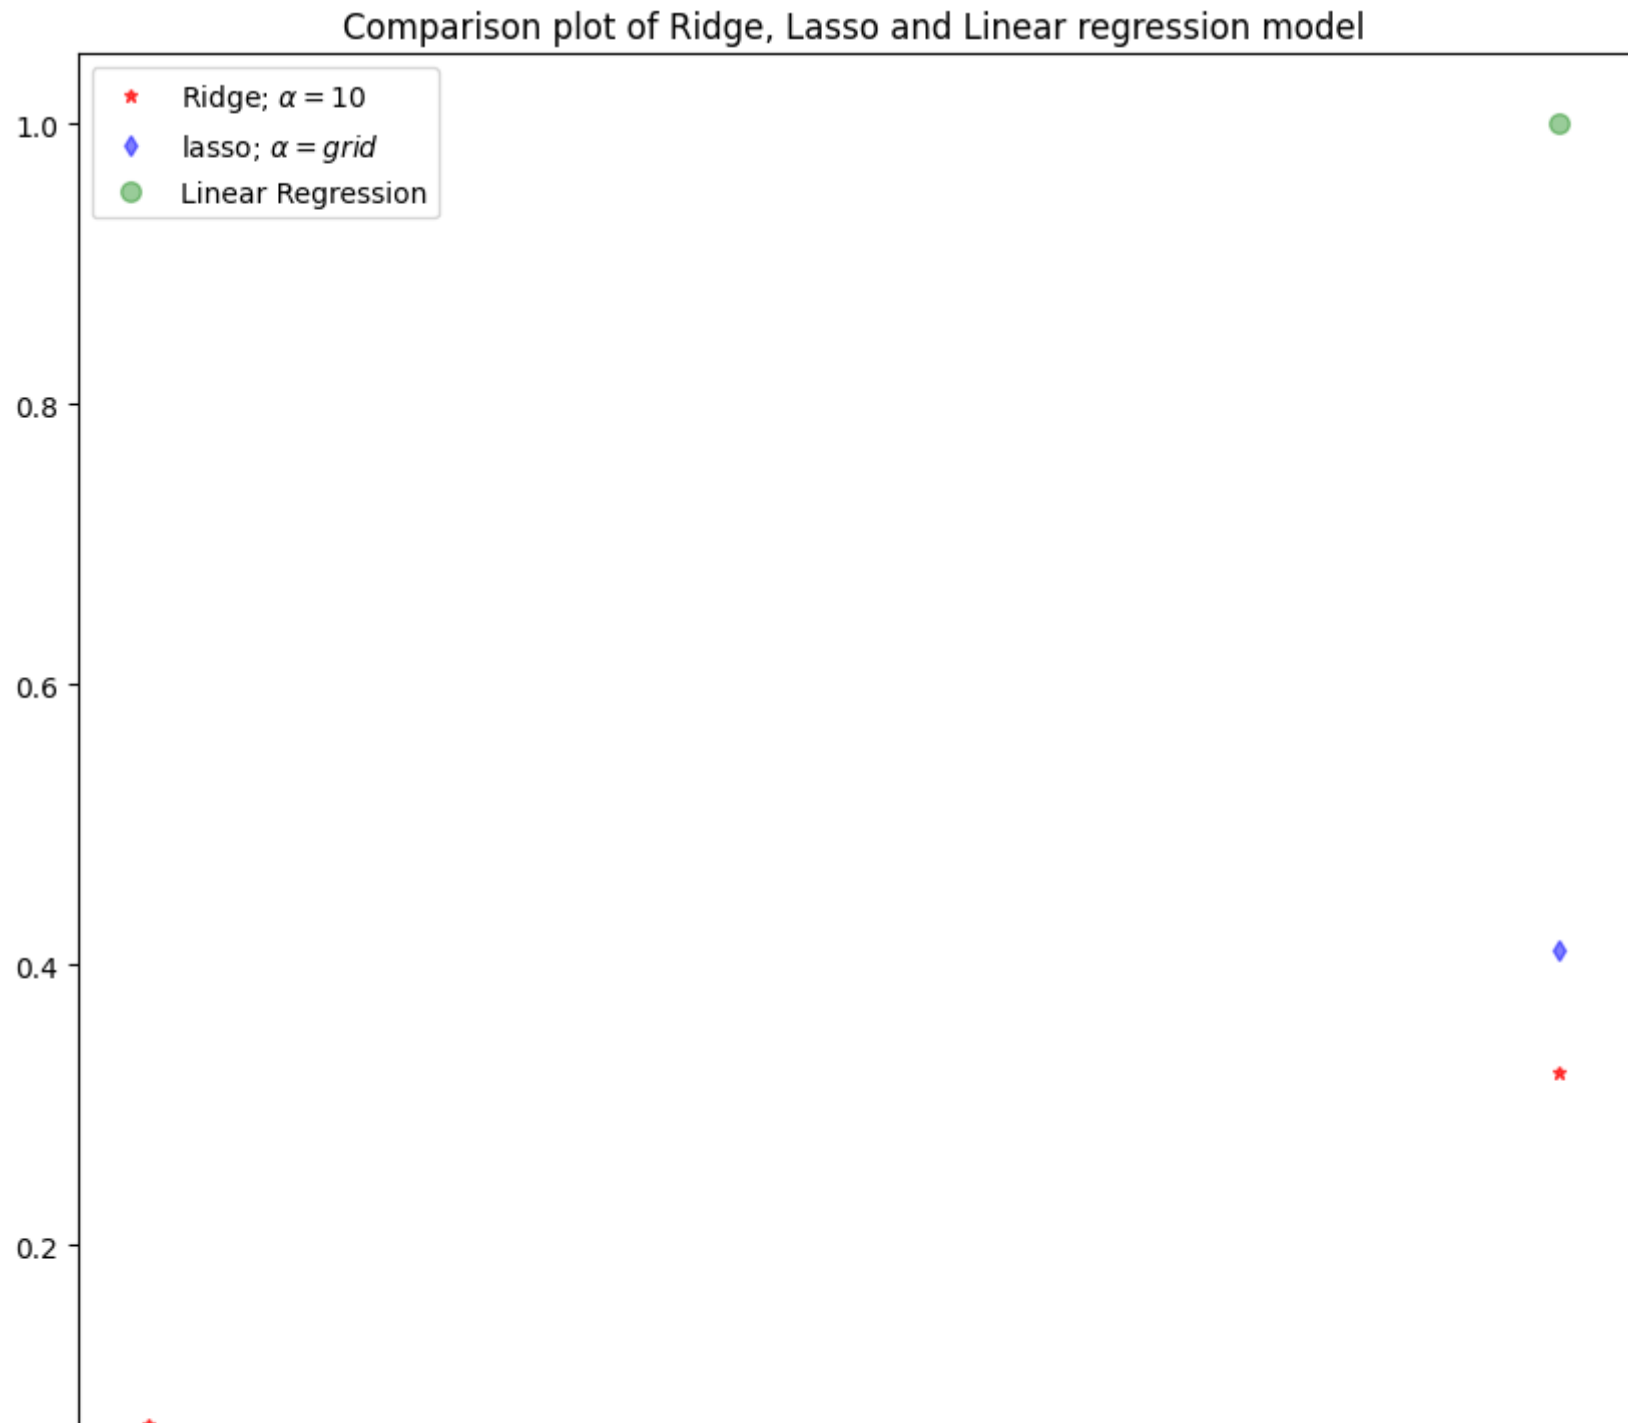 Comparison plot of Ridge, Lasso and Linear regression model
Ridge; α = 10
lasso; α = grid
Linear Regression
1.0
0.8
0.6
0.4
0.2